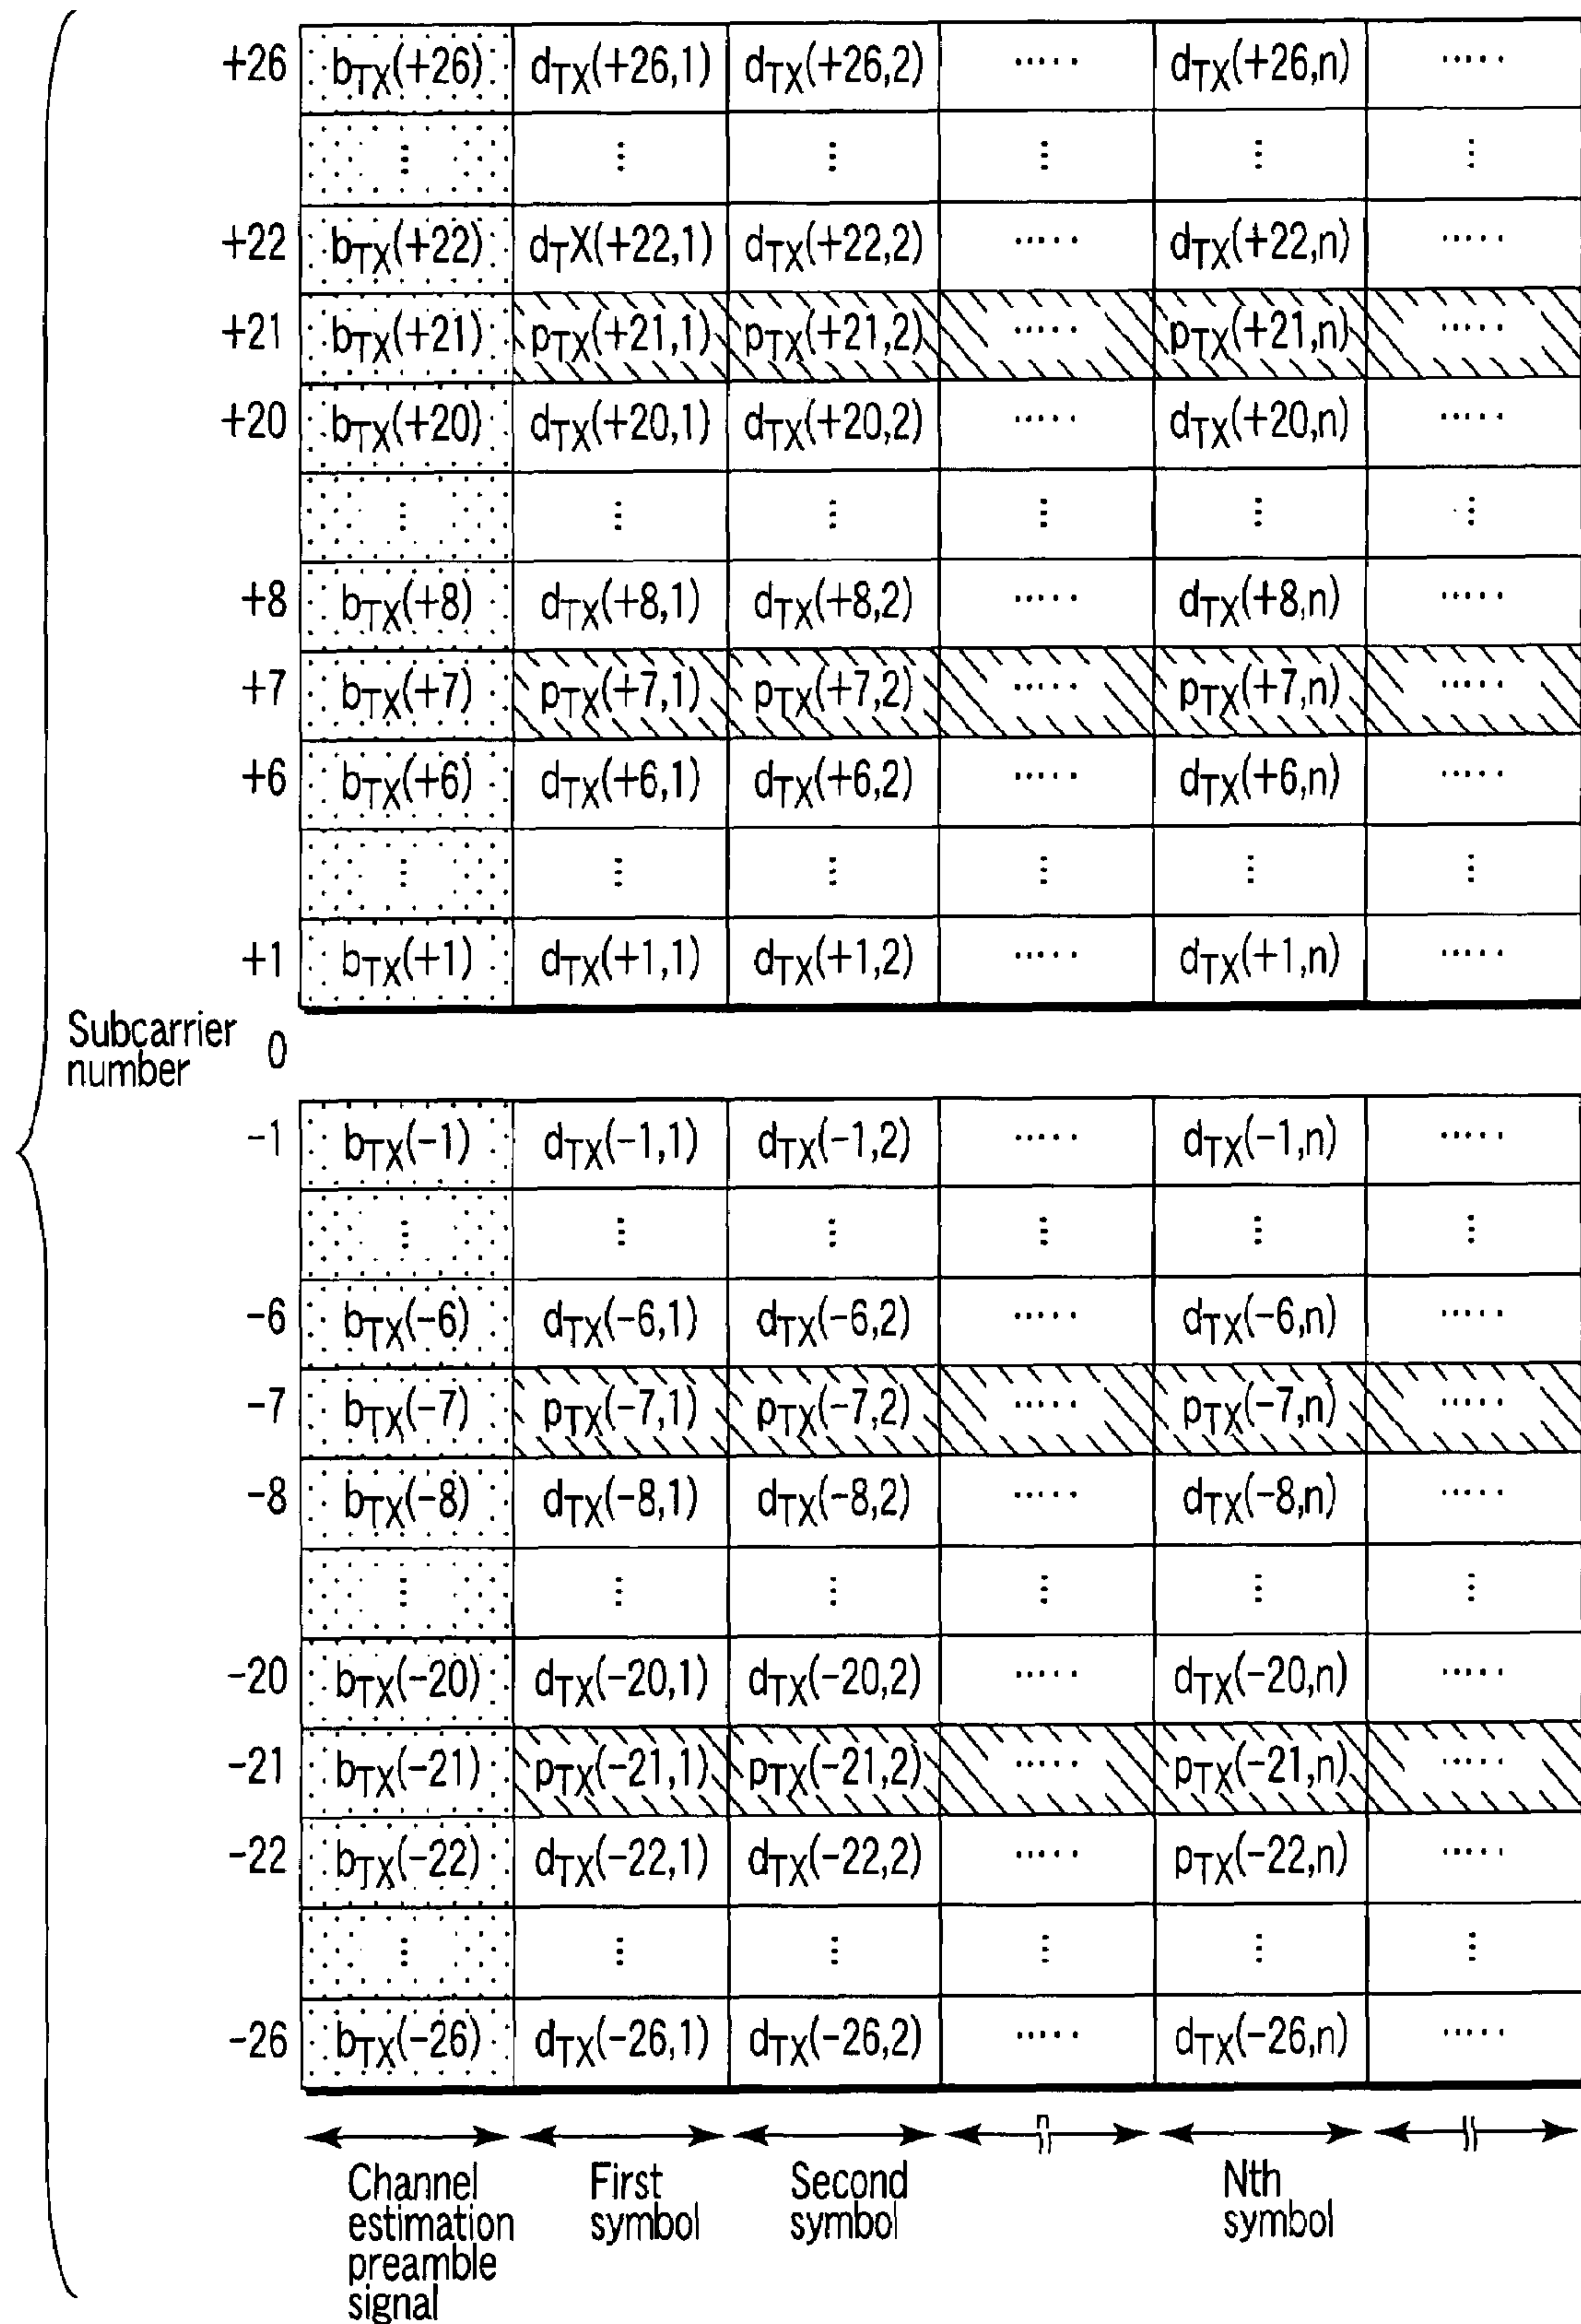 +26 bTX(+26) dTX(+26,1) dTX(+26,2) ..... dTX(+26,n) .....
⋮ ⋮ ⋮ ⋮ ⋮ ⋮
+22 bTX(+22) dTX(+22,1) dTX(+22,2) ..... dTX(+22,n) .....
+21 bTX(+21) pTX(+21,1) pTX(+21,2) ..... pTX(+21,n) .....
+20 bTX(+20) dTX(+20,1) dTX(+20,2) ..... dTX(+20,n) .....
⋮ ⋮ ⋮ ⋮ ⋮ ⋮
+8 bTX(+8) dTX(+8,1) dTX(+8,2) ..... dTX(+8,n) .....
+7 bTX(+7) pTX(+7,1) pTX(+7,2) ..... pTX(+7,n) .....
+6 bTX(+6) dTX(+6,1) dTX(+6,2) ..... dTX(+6,n) .....
⋮ ⋮ ⋮ ⋮ ⋮ ⋮
+1 bTX(+1) dTX(+1,1) dTX(+1,2) ..... dTX(+1,n) .....
Subcarrier
number 0
-1 bTX(-1) dTX(-1,1) dTX(-1,2) ..... dTX(-1,n) .....
⋮ ⋮ ⋮ ⋮ ⋮ ⋮
-6 bTX(-6) dTX(-6,1) dTX(-6,2) ..... dTX(-6,n) .....
-7 bTX(-7) pTX(-7,1) pTX(-7,2) ..... pTX(-7,n) .....
-8 bTX(-8) dTX(-8,1) dTX(-8,2) ..... dTX(-8,n) .....
⋮ ⋮ ⋮ ⋮ ⋮ ⋮
-20 bTX(-20) dTX(-20,1) dTX(-20,2) ..... dTX(-20,n) .....
-21 bTX(-21) pTX(-21,1) pTX(-21,2) ..... pTX(-21,n) .....
-22 bTX(-22) dTX(-22,1) dTX(-22,2) ..... pTX(-22,n) .....
⋮ ⋮ ⋮ ⋮ ⋮ ⋮
-26 bTX(-26) dTX(-26,1) dTX(-26,2) ..... dTX(-26,n) .....
Channel
estimation
preamble
signal
First
symbol
Second
symbol
Nth
symbol